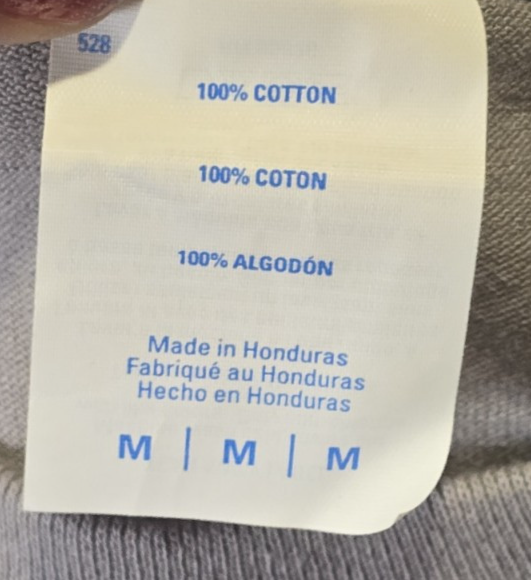 528
100% COTTON
100% COTON
100% ALGODÓN
Made in Honduras
Fabriqué au Honduras
Hecho en Honduras
M | M | M